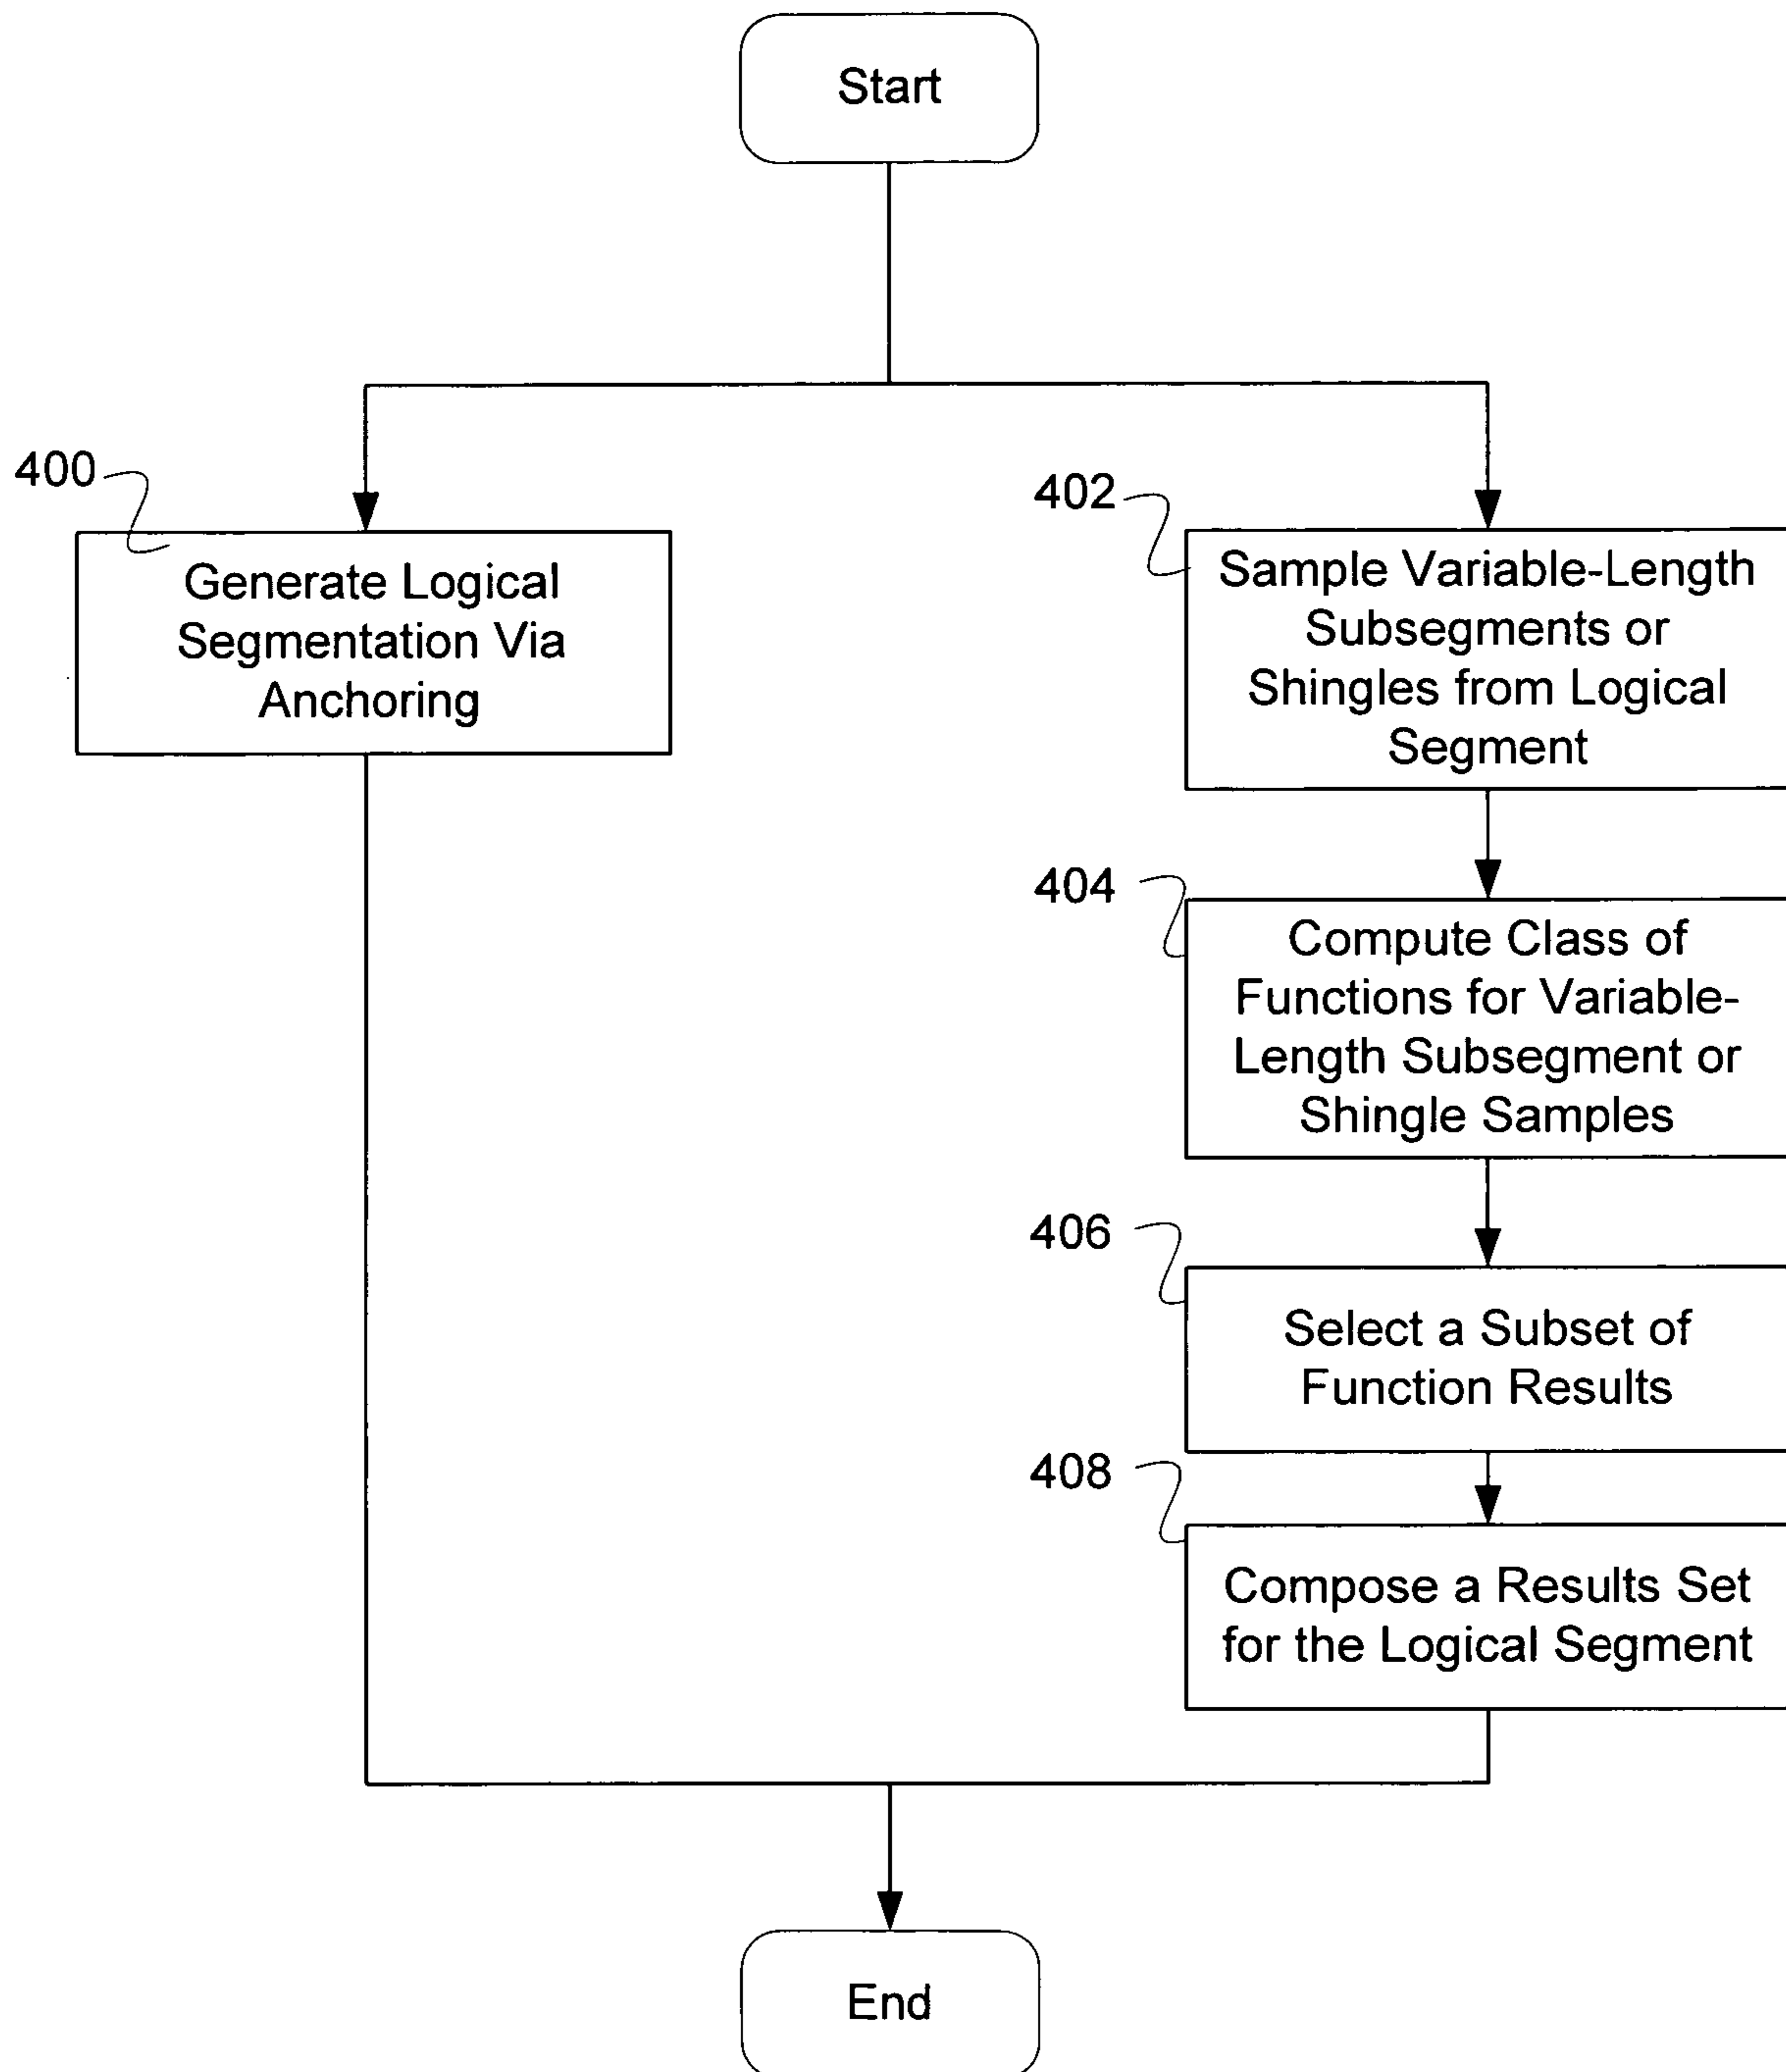 Start
400
Generate Logical
Segmentation Via
Anchoring
402
Sample Variable-Length
Subsegments or
Shingles from Logical
Segment
404
Compute Class of
Functions for Variable-
Length Subsegment or
Shingle Samples
406
Select a Subset of
Function Results
408
Compose a Results Set
for the Logical Segment
End